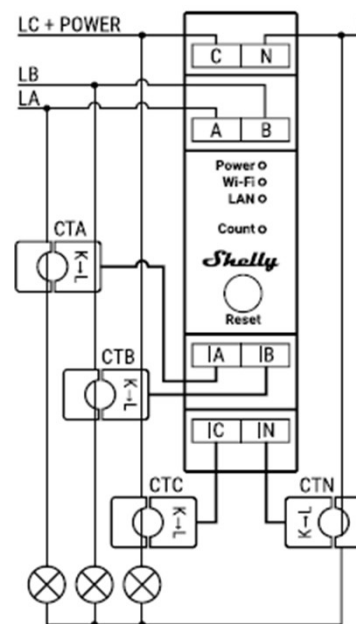 LC + POWER
C N
LB
LA
A B
Power
Wi-Fi
LAN
Count
Shelly
Reset
CTA
K→L
IA IB
CTB
K→L
IC IN
CTC
K→L
CTN
K→L